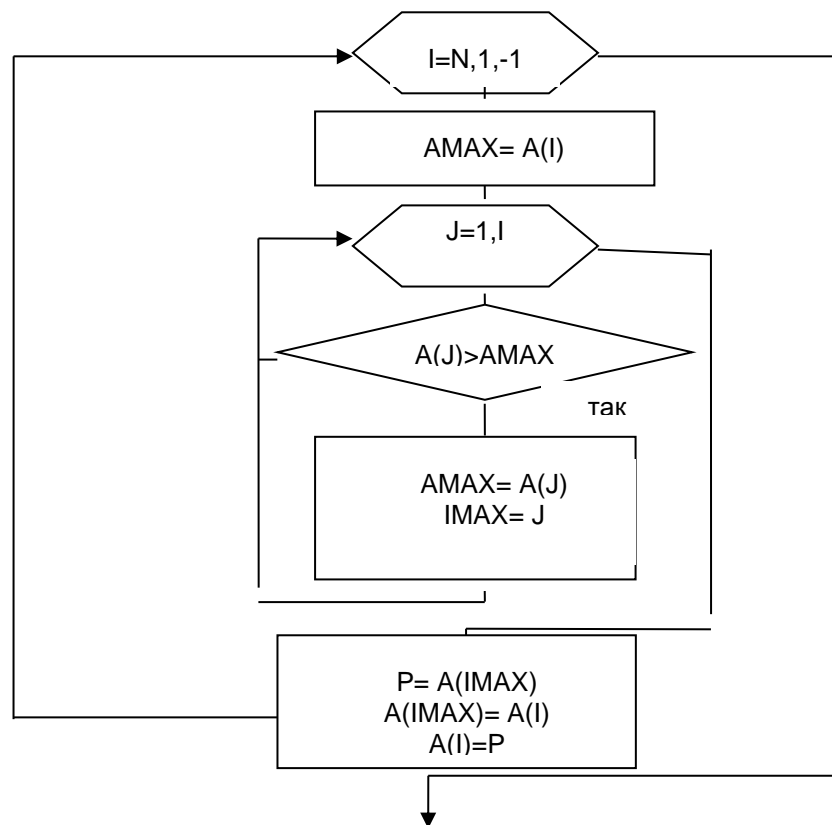 I=N,1,-1
AMAX= A(I)
J=1,I
A(J)>AMAX
так
AMAX= A(J)
IMAX= J
P= A(IMAX)
A(IMAX)= A(I)
A(I)=P